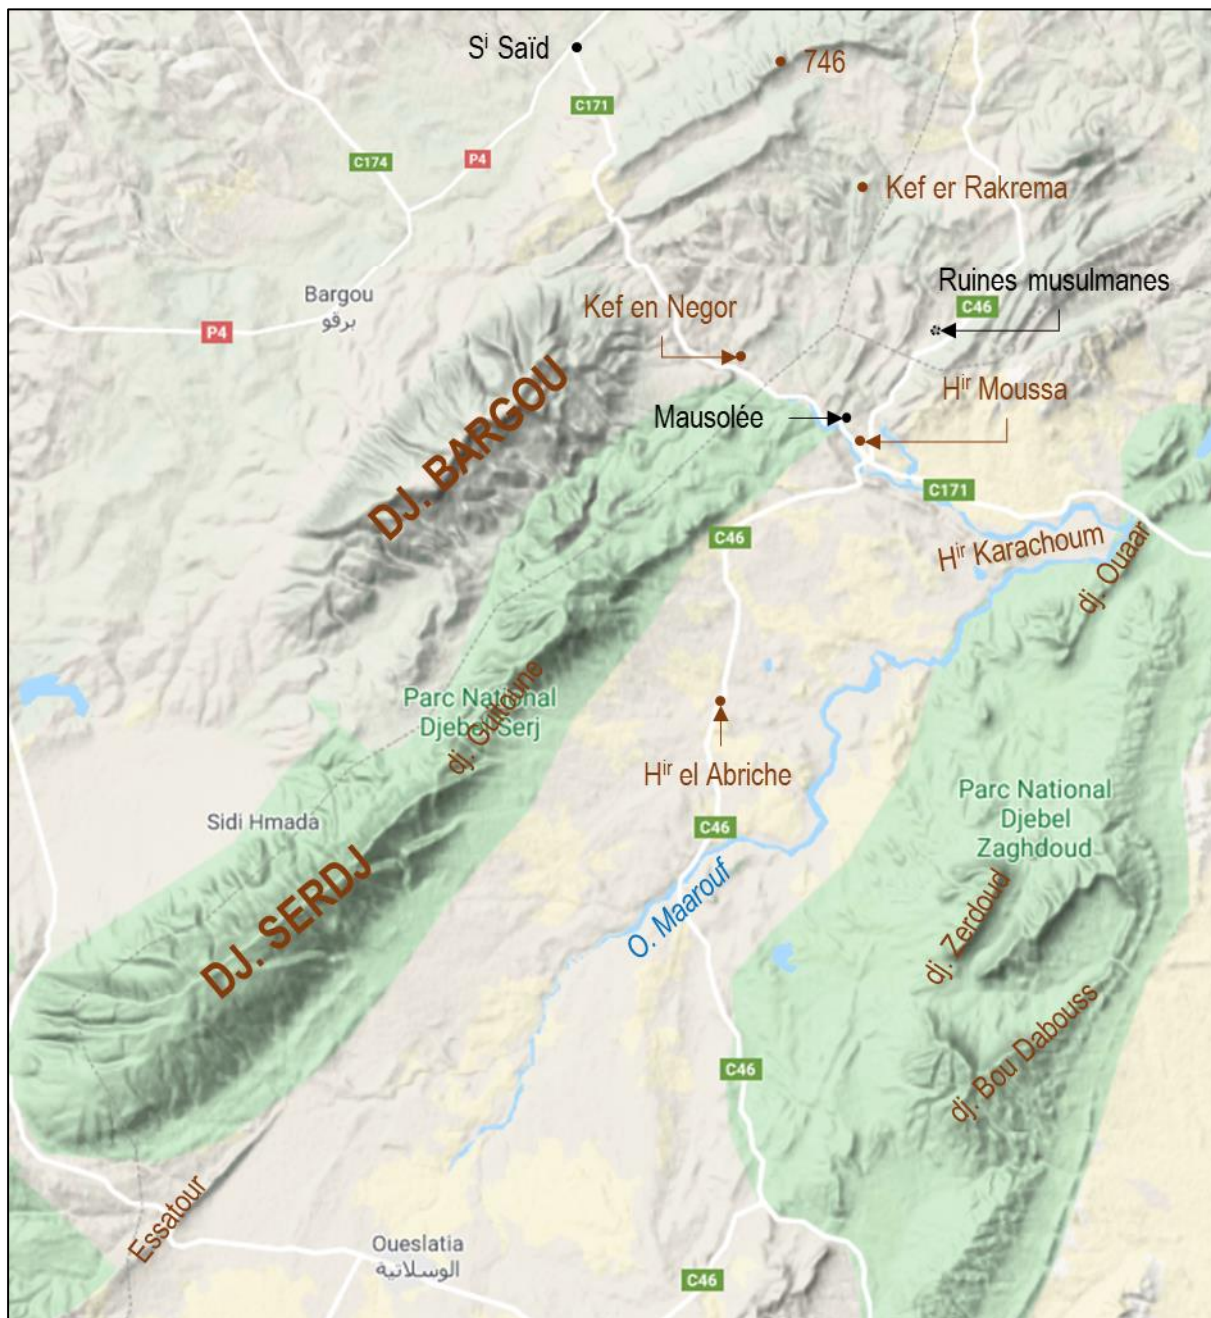 Sⁱ Saïd
746
C171
C174
P4
Kef er Rakrema
Ruines musulmanes
Bargou
برقو
C46
Kef en Negor
P4
Hⁱʳ Moussa
DJ. BARGOU
Mausolée
C171
C46
Hⁱʳ Karachoum
dj. Ouaar
Parc National
Djebel Serj
dj. Guitoune
Hⁱʳ el Abriche
Parc National
Djebel
Zaghdoud
Sidi Hmada
C46
DJ. SERDJ
O. Maarouf
dj. Zerdoud
dj. Bou Dabouss
C46
Essatour
Oueslatia
الوسلاتية
C46